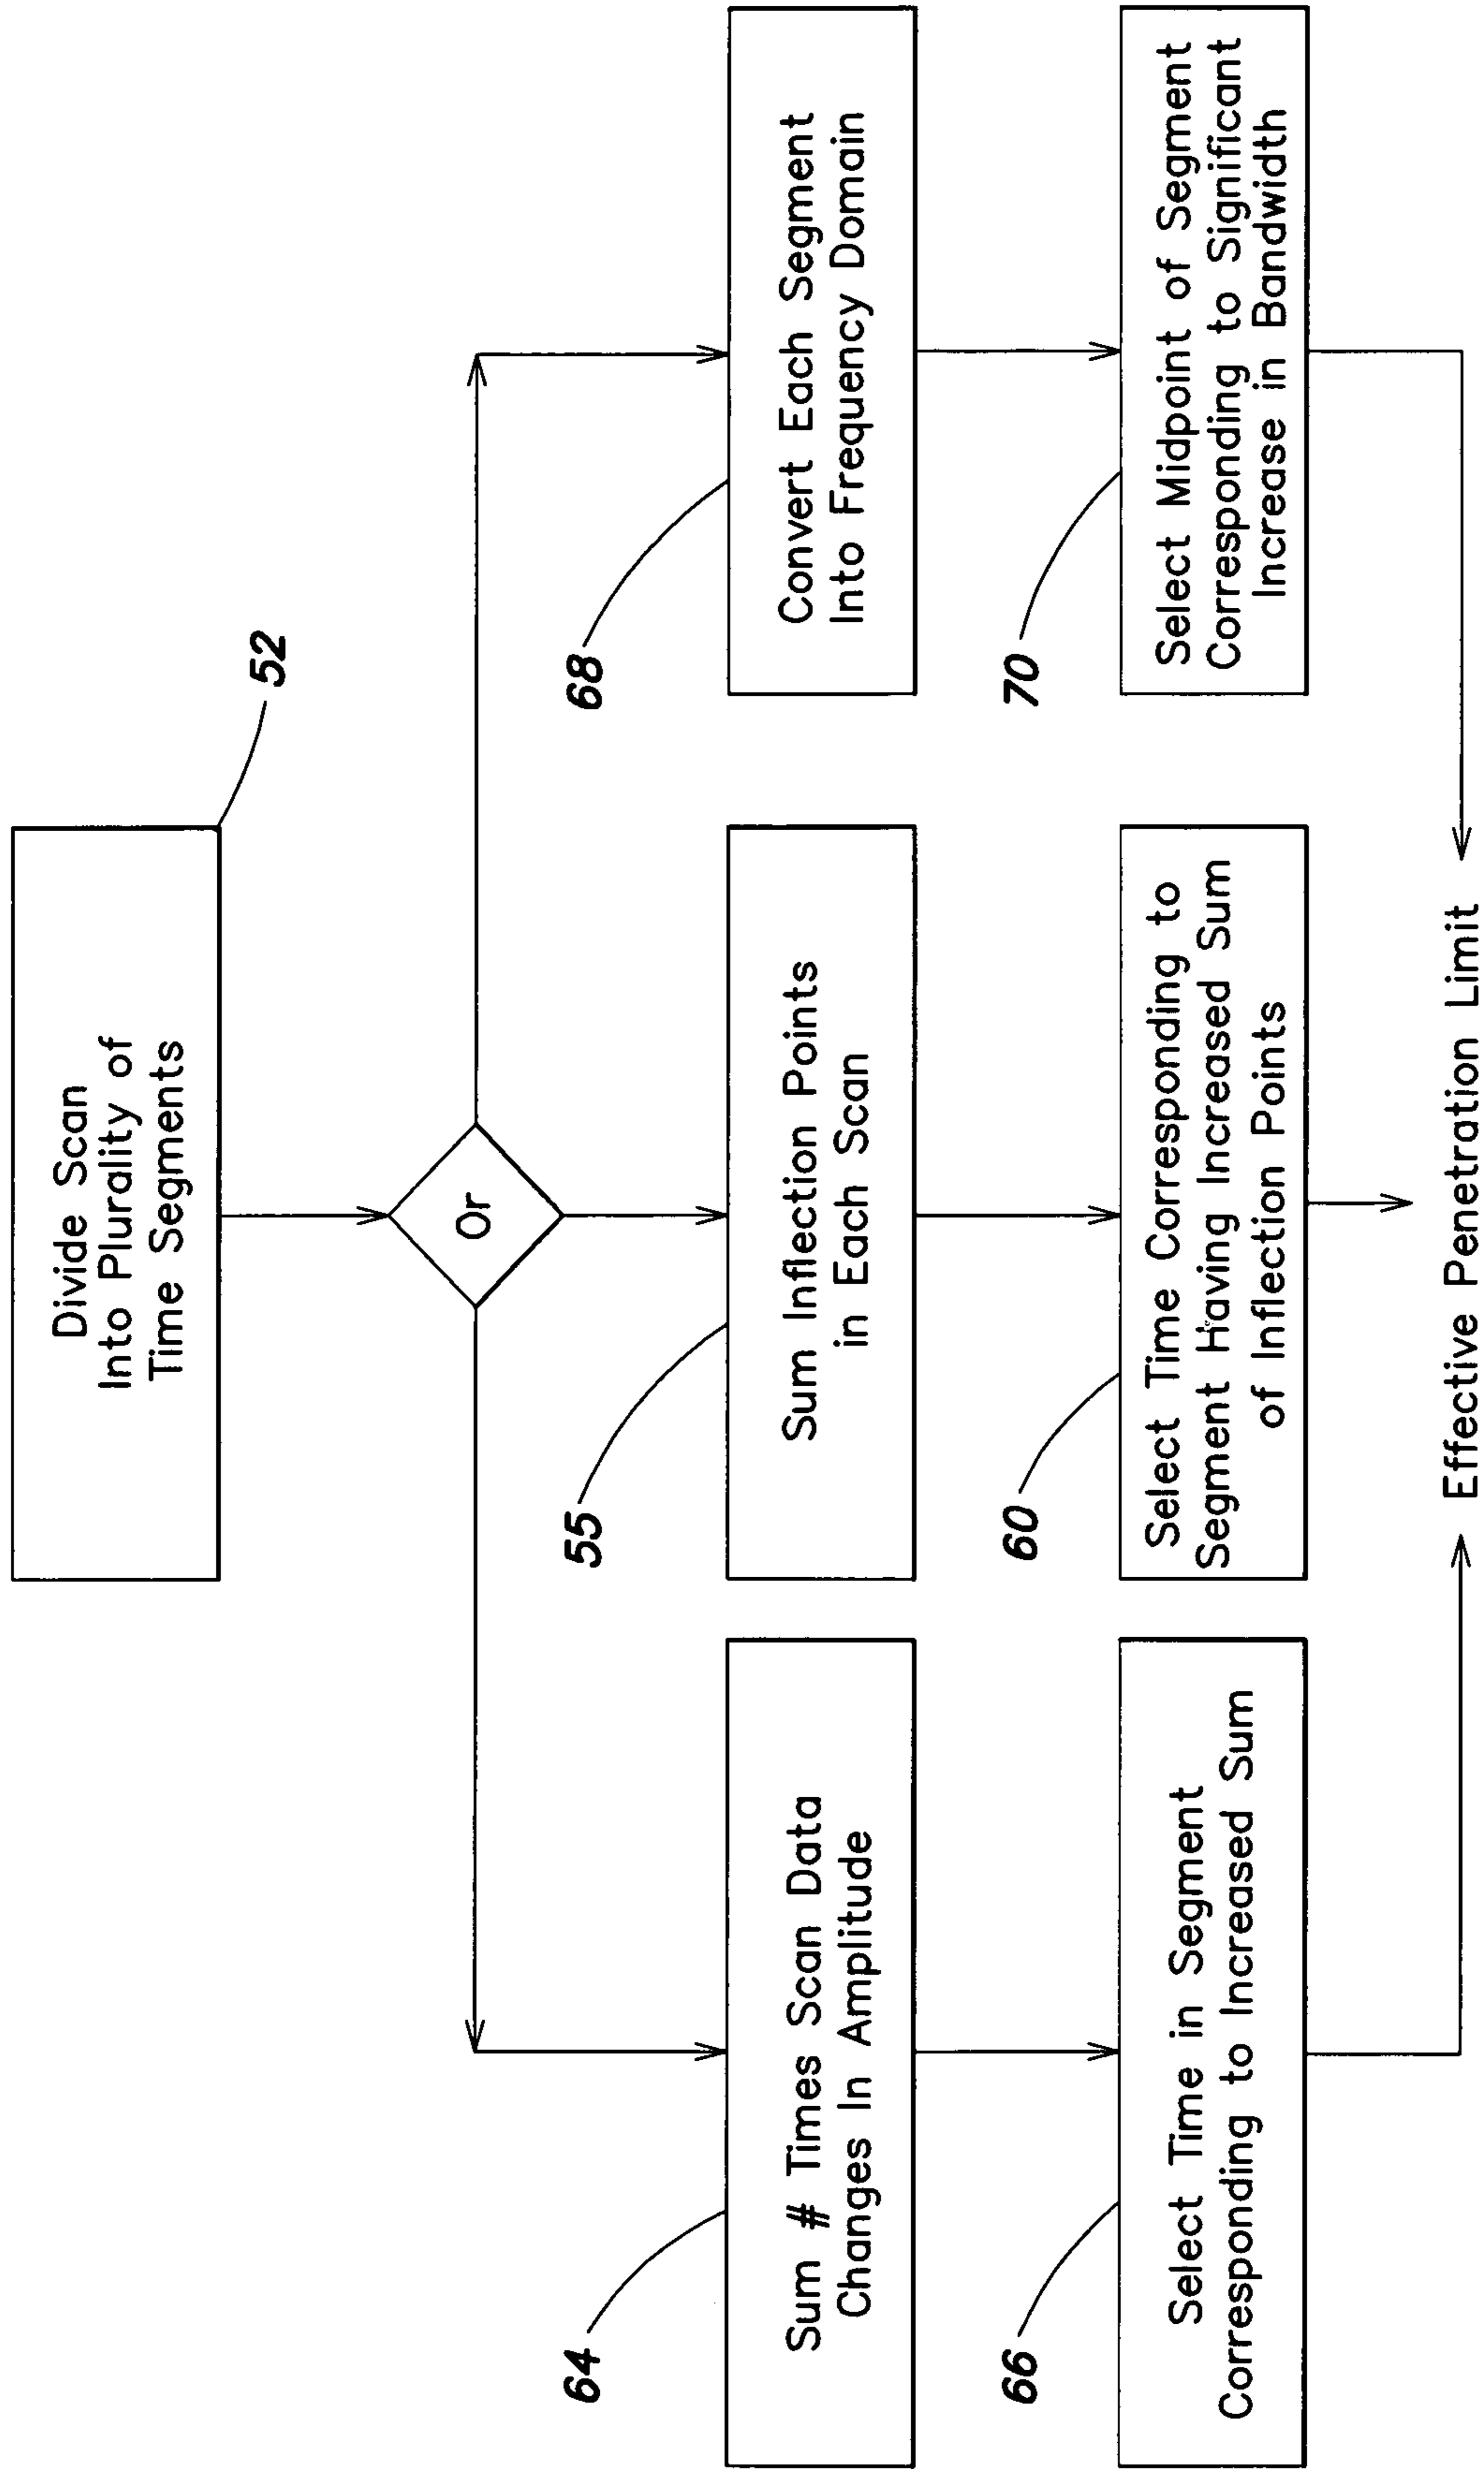 Divide Scan
Into Plurality of
Time Segments
52
Or
64
Sum # Times Scan Data
Changes In Amplitude
55
Sum Inflection Points
in Each Scan
68
Convert Each Segment
Into Frequency Domain
66
Select Time in Segment
Corresponding to Increased Sum
60
Select Time Corresponding to
Segment Having Increased Sum
of Inflection Points
70
Select Midpoint of Segment
Corresponding to Significant
Increase in Bandwidth
Effective Penetration Limit